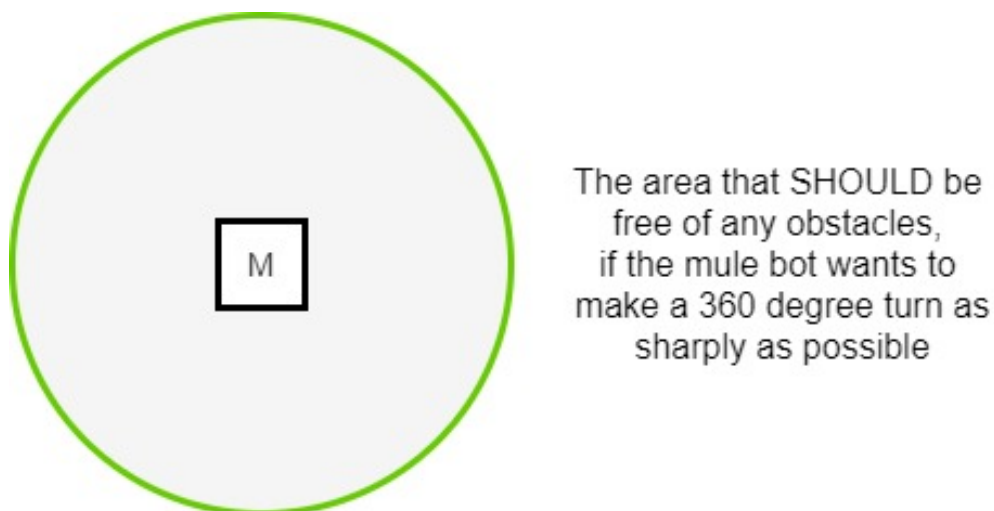 M
The area that SHOULD be
free of any obstacles,
if the mule bot wants to
make a 360 degree turn as
sharply as possible